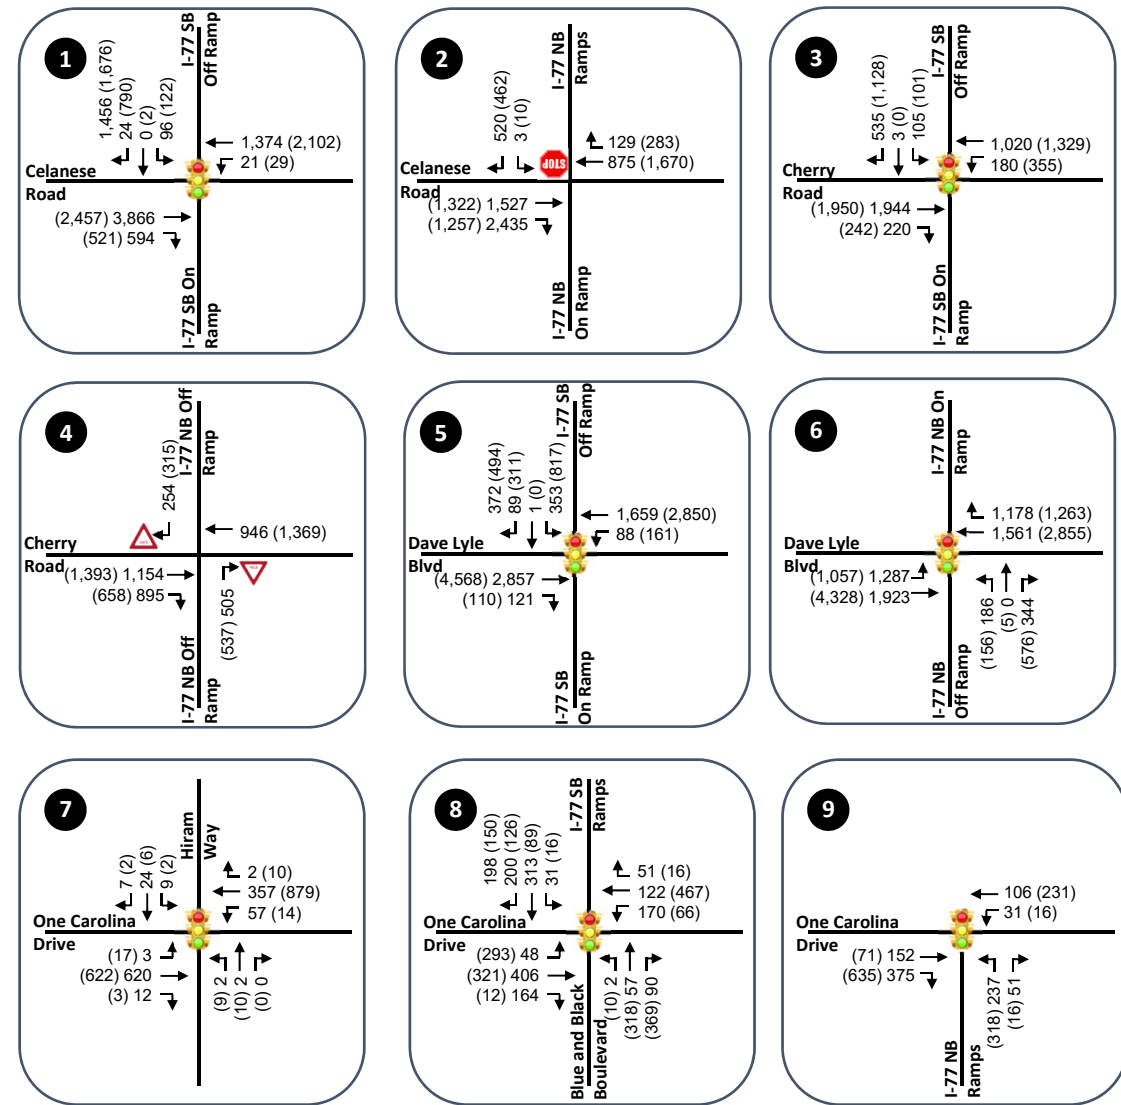 1
I-77 SB
Off Ramp
1,456 (1,676)
24 (790)
0 (2)
96 (122)
1,374 (2,102)
21 (29)
Celanese
Road
(2,457) 3,866
(521) 594
I-77 SB On
Ramp
2
I-77 NB
Ramps
520 (462)
3 (10)
129 (283)
875 (1,670)
STOP
Celanese
Road
(1,322) 1,527
(1,257) 2,435
I-77 NB
On Ramp
3
I-77 SB
Off Ramp
535 (1,128)
3 (0)
105 (101)
1,020 (1,329)
180 (355)
Cherry
Road
(1,950) 1,944
(242) 220
I-77 SB On
Ramp
4
I-77 NB Off
Ramp
254 (315)
946 (1,369)
Cherry
Road
(1,393) 1,154
(658) 895
(537) 505
I-77 NB Off
Ramp
5
I-77 SB
Off Ramp
372 (494)
89 (311)
1 (0)
353 (817)
1,659 (2,850)
88 (161)
Dave Lyle
Blvd
(4,568) 2,857
(110) 121
I-77 SB
On Ramp
6
I-77 NB On
Ramp
1,178 (1,263)
1,561 (2,855)
Dave Lyle
Blvd
(1,057) 1,287
(4,328) 1,923
(156) 186
(5) 0
(576) 344
I-77 NB
Off Ramp
7
Hiram
Way
7 (2)
24 (6)
9 (2)
2 (10)
357 (879)
57 (14)
One Carolina
Drive
(17) 3
(622) 620
(3) 12
(9) 2
(10) 2
(0) 0
8
I-77 SB
Ramps
198 (150)
200 (126)
313 (89)
31 (16)
51 (16)
122 (467)
170 (66)
One Carolina
Drive
(293) 48
(321) 406
(12) 164
(10) 2
(318) 57
(369) 90
Blue and Black
Boulevard
9
106 (231)
31 (16)
One Carolina
Drive
(71) 152
(635) 375
(318) 237
(16) 51
I-77 NB
Ramps